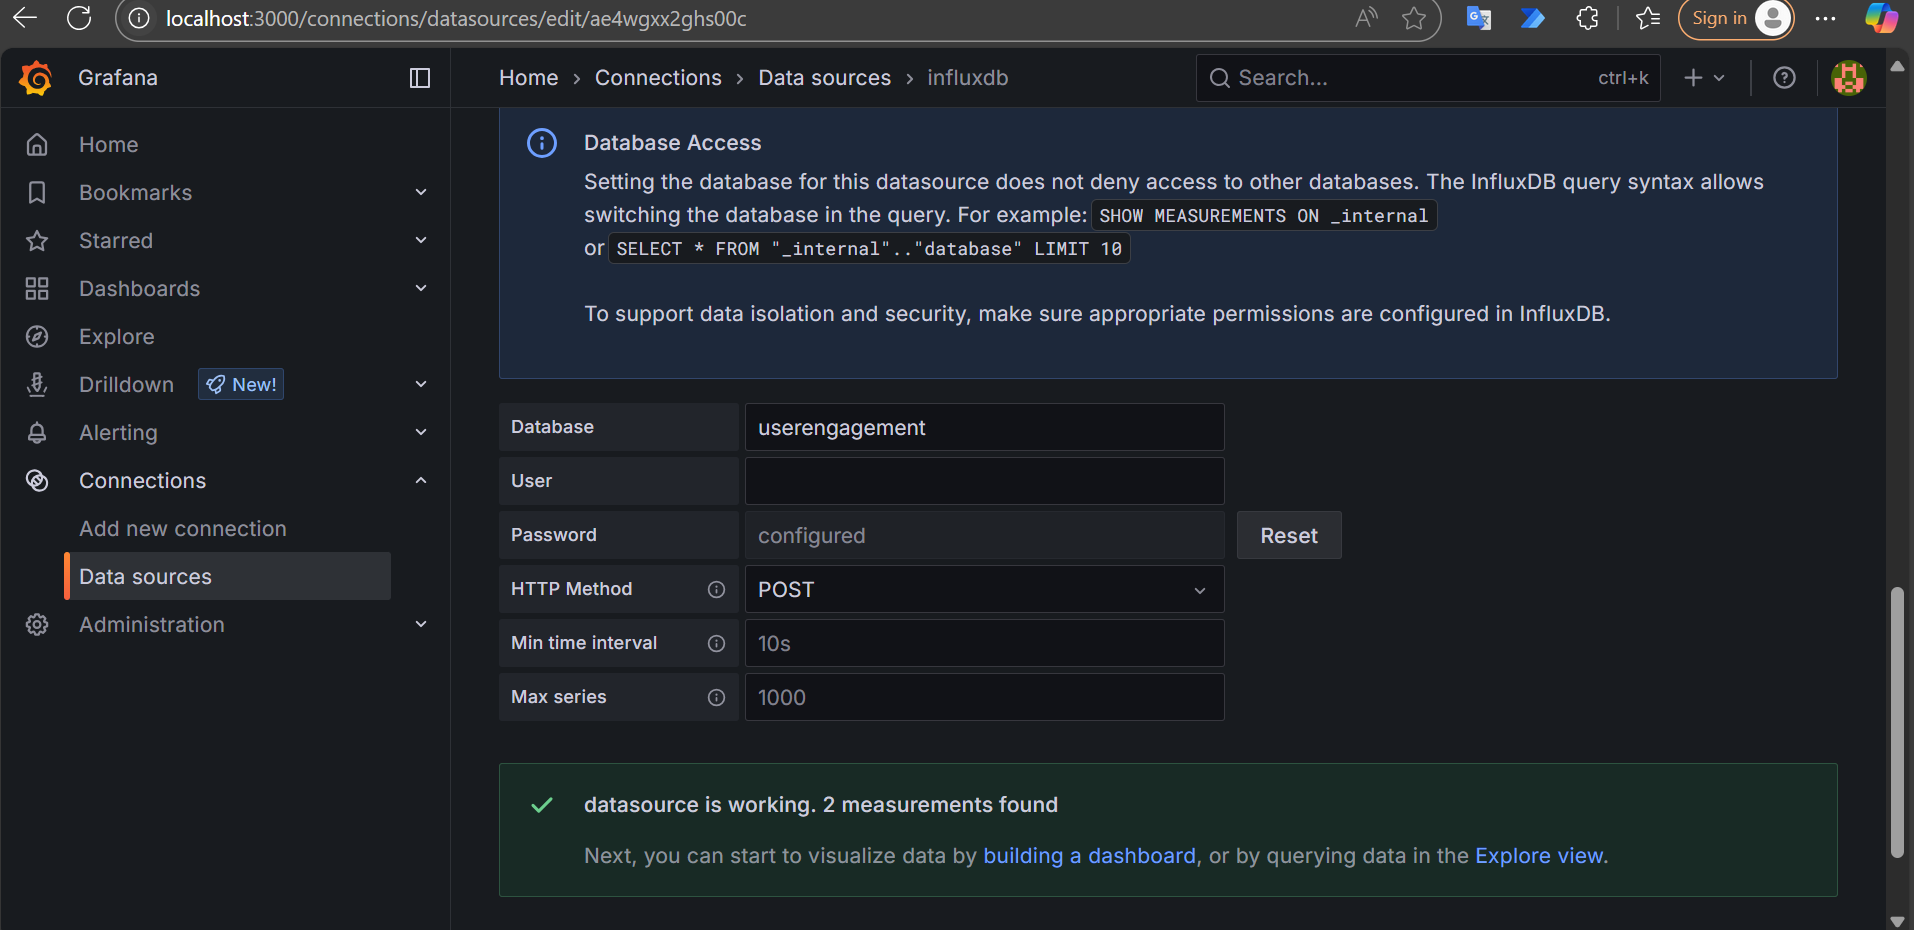 localhost:3000/connections/datasources/edit/ae4wgxx2ghs00c
Sign in
Grafana
Home › Connections › Data sources › influxdb
Search...
ctrl+k
Home
Bookmarks
Starred
Dashboards
Explore
Drilldown
New!
Alerting
Connections
Add new connection
Data sources
Administration
Database Access
Setting the database for this datasource does not deny access to other databases. The InfluxDB query syntax allows
switching the database in the query. For example: SHOW MEASUREMENTS ON _internal
or SELECT * FROM "_internal".."database" LIMIT 10
To support data isolation and security, make sure appropriate permissions are configured in InfluxDB.
Database
userengagement
User
Password
configured
Reset
HTTP Method
POST
Min time interval
10s
Max series
1000
datasource is working. 2 measurements found
Next, you can start to visualize data by building a dashboard, or by querying data in the Explore view.